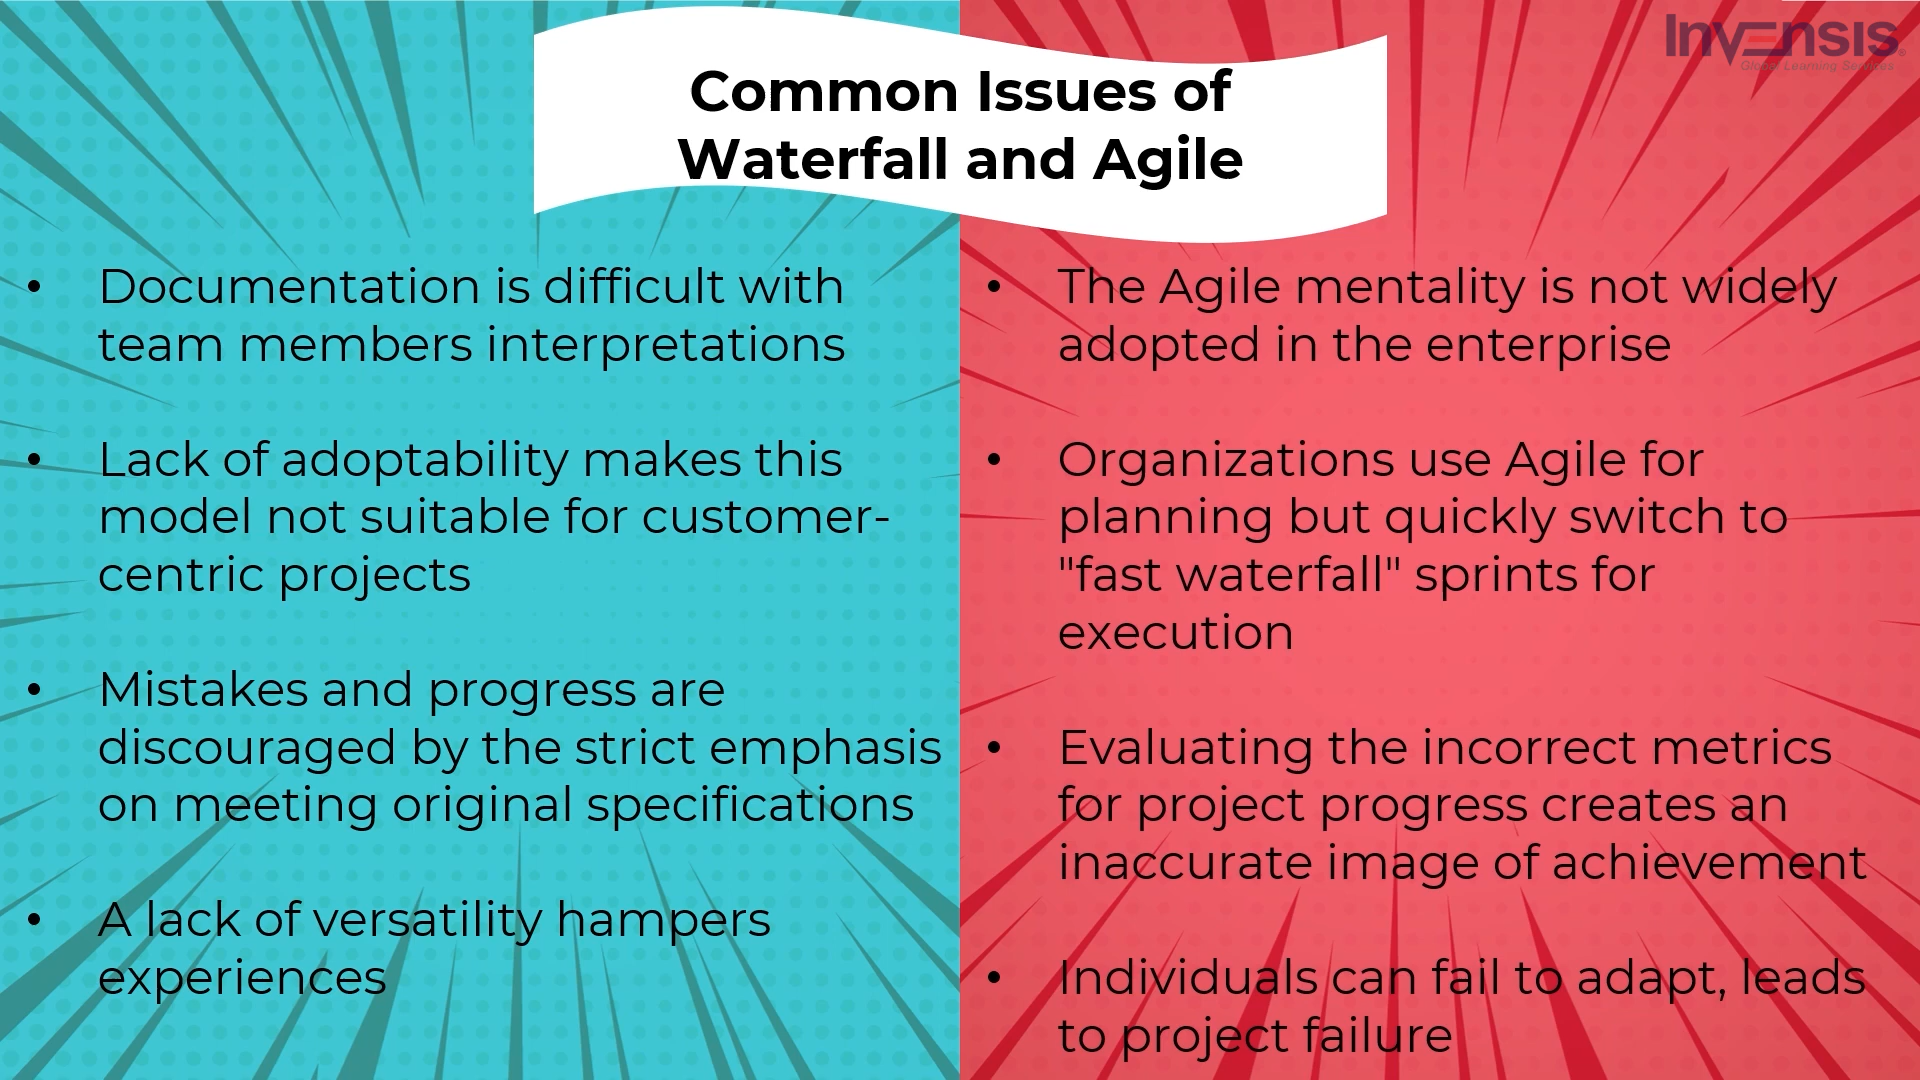 Invensis
Global Learning Services
Common Issues of
Waterfall and Agile
• Documentation is difficult with
team members interpretations
• Lack of adoptability makes this
model not suitable for customer-
centric projects
• Mistakes and progress are
discouraged by the strict emphasis
on meeting original specifications
• A lack of versatility hampers
experiences
• The Agile mentality is not widely
adopted in the enterprise
• Organizations use Agile for
planning but quickly switch to
"fast waterfall" sprints for
execution
• Evaluating the incorrect metrics
for project progress creates an
inaccurate image of achievement
• Individuals can fail to adapt, leads
to project failure